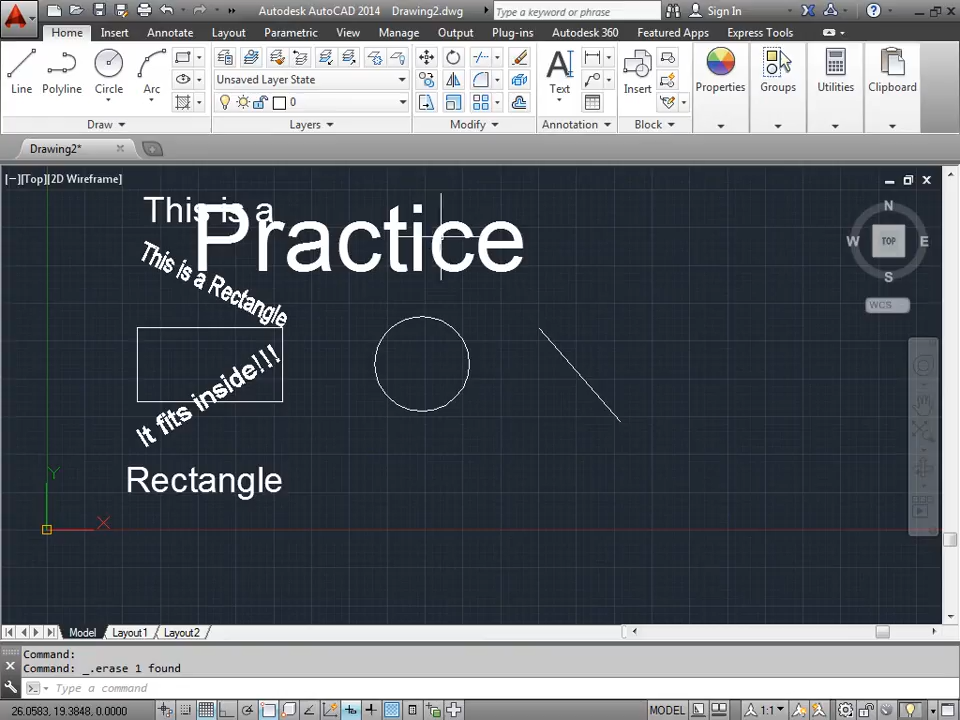 Autodesk AutoCAD 2014 Drawing2.dwg
Type a keyword or phrase
Sign In
Home Insert Annotate Layout Parametric View Manage Output Plug-ins Autodesk 360 Featured Apps Express Tools
Line Polyline Circle Arc
Draw
Unsaved Layer State
0
Layers
Modify
Text
Annotation
Insert
Block
Properties
Groups
Utilities
Clipboard
Drawing2*
[−][Top][2D Wireframe]
This is a
Practice
This is a Rectangle
It fits inside!!!
Rectangle
Y
X
N
W TOP E
S
WCS
Model Layout1 Layout2
Command:
Command: _.erase 1 found
Type a command
26.0583, 19.3848, 0.0000
MODEL
1:1